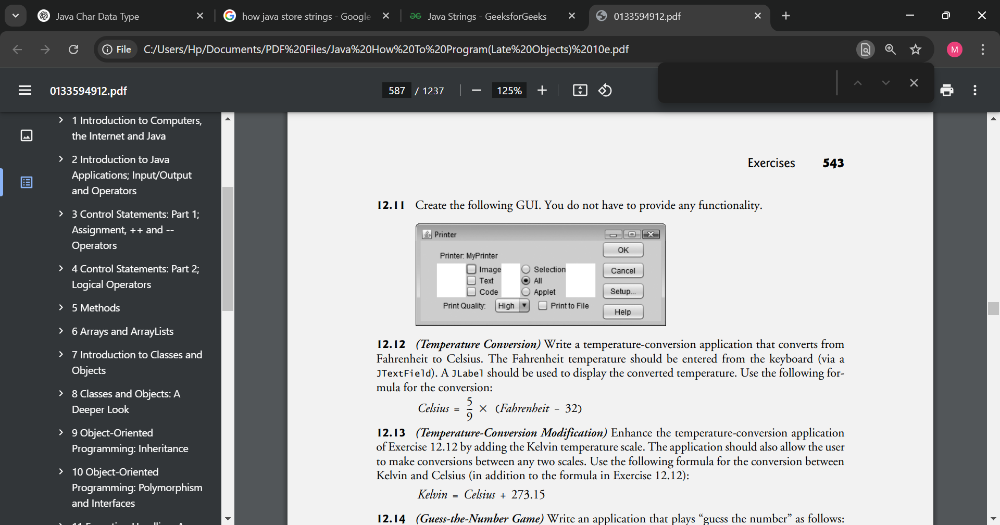 Java Char Data Type
how java store strings - Google
Java Strings - GeeksforGeeks
0133594912.pdf
File
C:/Users/Hp/Documents/PDF%20Files/Java%20How%20To%20Program(Late%20Objects)%2010e.pdf
M
0133594912.pdf
587 / 1237
125%
1 Introduction to Computers,
the Internet and Java
2 Introduction to Java
Applications; Input/Output
and Operators
3 Control Statements: Part 1;
Assignment, ++ and --
Operators
4 Control Statements: Part 2;
Logical Operators
5 Methods
6 Arrays and ArrayLists
7 Introduction to Classes and
Objects
8 Classes and Objects: A
Deeper Look
9 Object-Oriented
Programming: Inheritance
10 Object-Oriented
Programming: Polymorphism
and Interfaces
Exercises 543
12.11 Create the following GUI. You do not have to provide any functionality.
Printer
Printer: MyPrinter
Image
Text
Code
Selection
All
Applet
Print Quality:
High
Print to File
OK
Cancel
Setup...
Help
12.12 (Temperature Conversion) Write a temperature-conversion application that converts from
Fahrenheit to Celsius. The Fahrenheit temperature should be entered from the keyboard (via a
JTextField). A JLabel should be used to display the converted temperature. Use the following for-
mula for the conversion:
Celsius = 5/9 × (Fahrenheit – 32)
12.13 (Temperature-Conversion Modification) Enhance the temperature-conversion application
of Exercise 12.12 by adding the Kelvin temperature scale. The application should also allow the user
to make conversions between any two scales. Use the following formula for the conversion between
Kelvin and Celsius (in addition to the formula in Exercise 12.12):
Kelvin = Celsius + 273.15
12.14 (Guess-the-Number Game) Write an application that plays “guess the number” as follows: